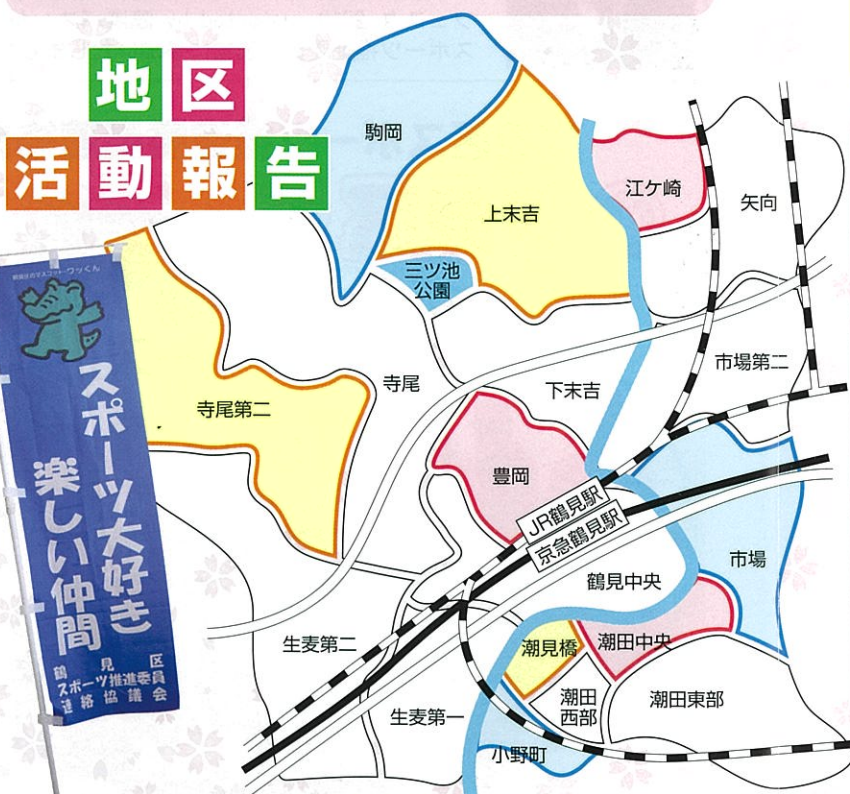 地区
活動報告
駒岡
上末吉
江ケ崎
矢向
三ツ池
公園
市場第二
寺尾
下末吉
寺尾第二
豊岡
JR鶴見駅
京急鶴見駅
市場
鶴見中央
生麦第二
潮見橋
潮田中央
潮田
西部
潮田東部
生麦第一
小野町
ワッくん
スポーツ大好き
楽しい仲間
鶴見区
スポーツ推進委員
連絡協議会